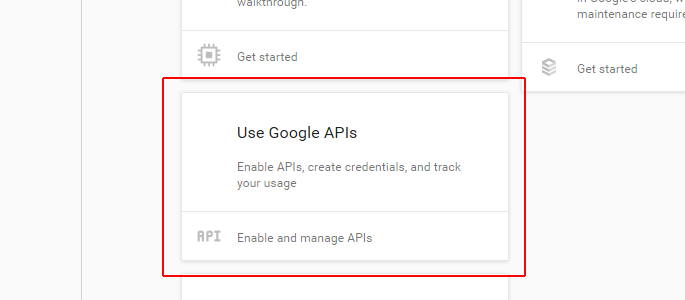 walkthrough.
Get started
in Google's cloud, w
maintenance require
Get started
Use Google APIs
Enable APIs, create credentials, and track
your usage
API
Enable and manage APIs